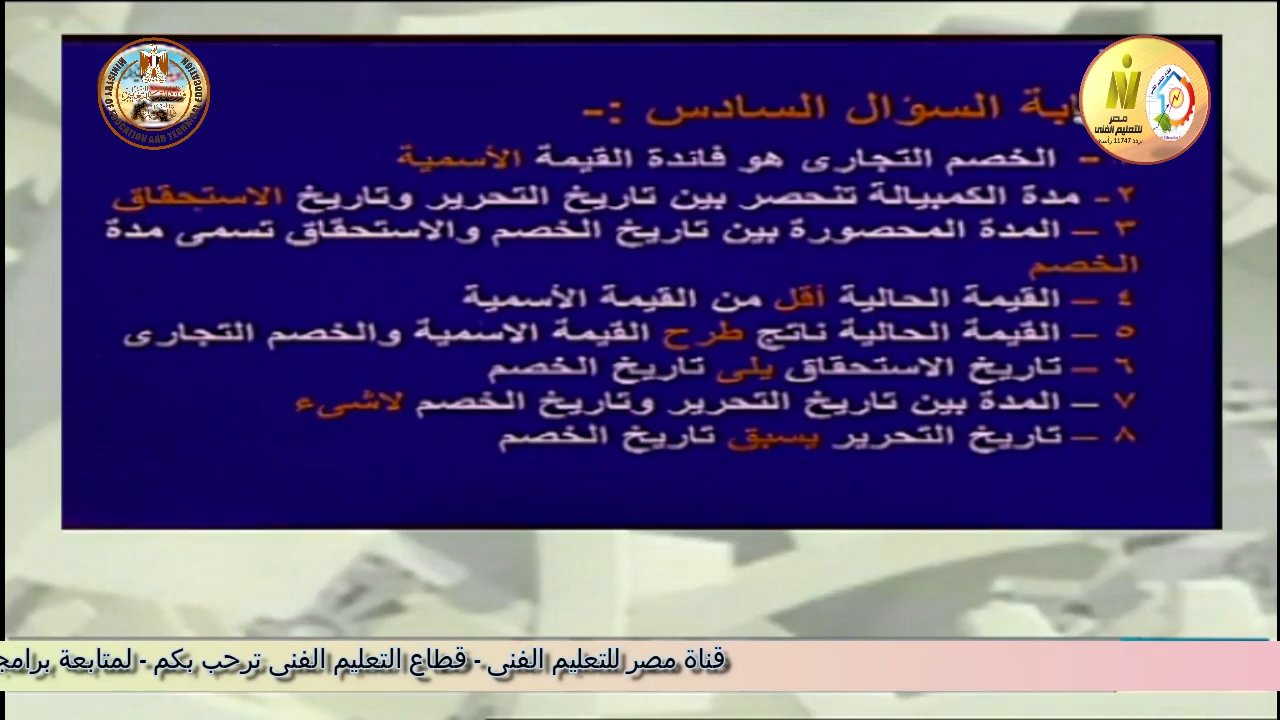 السؤال السادس :-
- الخصم التجارى هو فائدة القيمة الأسمية
٢- مدة الكمبيالة تنحصر بين تاريخ التحرير وتاريخ الاستحقاق
٣ – المدة المحصورة بين تاريخ الخصم والاستحقاق تسمى مدة
الخصم
٤ – القيمة الحالية أقل من القيمة الأسمية
٥ – القيمة الحالية ناتج طرح القيمة الاسمية والخصم التجارى
٦ – تاريخ الاستحقاق يلى تاريخ الخصم
٧ – المدة بين تاريخ التحرير وتاريخ الخصم لاشىء
٨ – تاريخ التحرير يسبق تاريخ الخصم
مصر
للتعليم الفنى
تردد 11747 رأسية
قناة مصر للتعليم الفنى - قطاع التعليم الفنى ترحب بكم - لمتابعة برامج